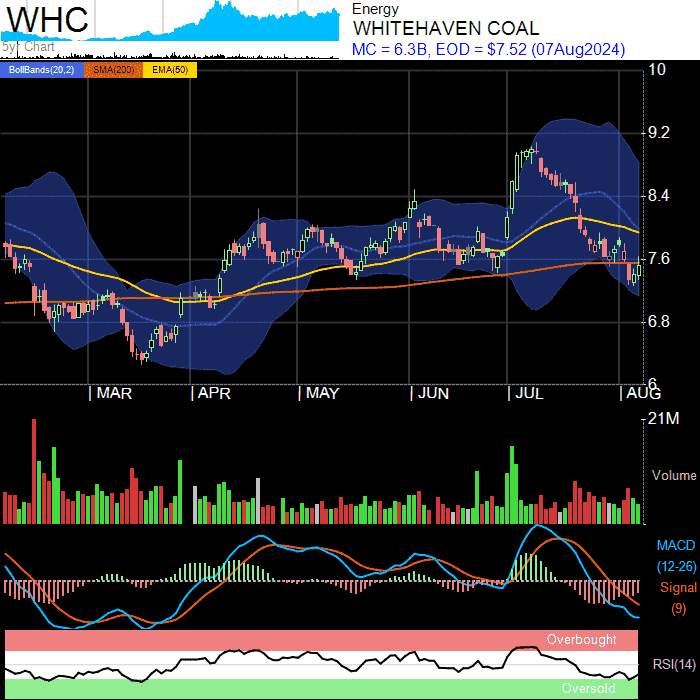 WHC
5yr Chart
Energy
WHITEHAVEN COAL
MC = 6.3B, EOD = $7.52 (07Aug2024)
BollBands(20,2) SMA(200) EMA(50)
10
9.2
8.4
7.6
6.8
6
MAR APR MAY JUN JUL AUG
21M
Volume
MACD
(12-26)
Signal
(9)
Overbought
RSI(14)
Oversold